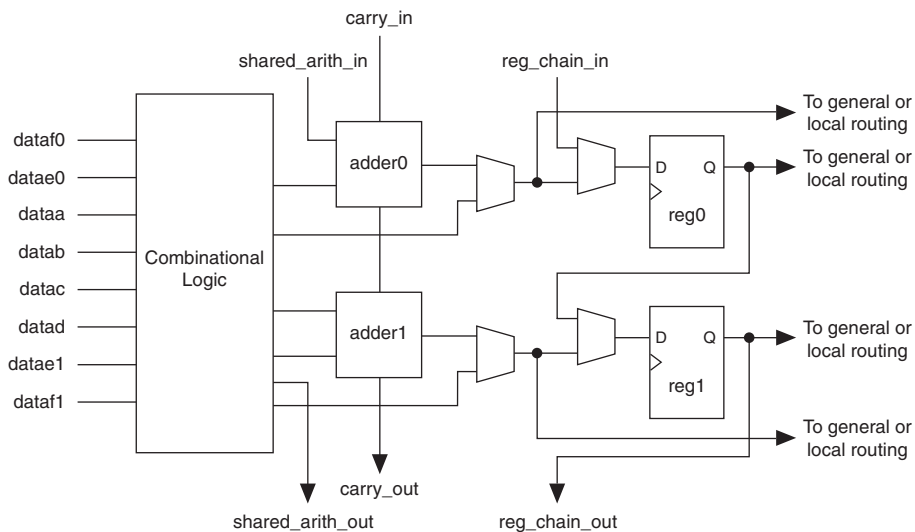 carry_in
shared_arith_in
reg_chain_in
To general or
local routing
dataf0
datae0
dataa
datab
datac
datad
datae1
dataf1
Combinational
Logic
adder0
D
Q
reg0
To general or
local routing
adder1
D
Q
reg1
To general or
local routing
To general or
local routing
carry_out
shared_arith_out
reg_chain_out